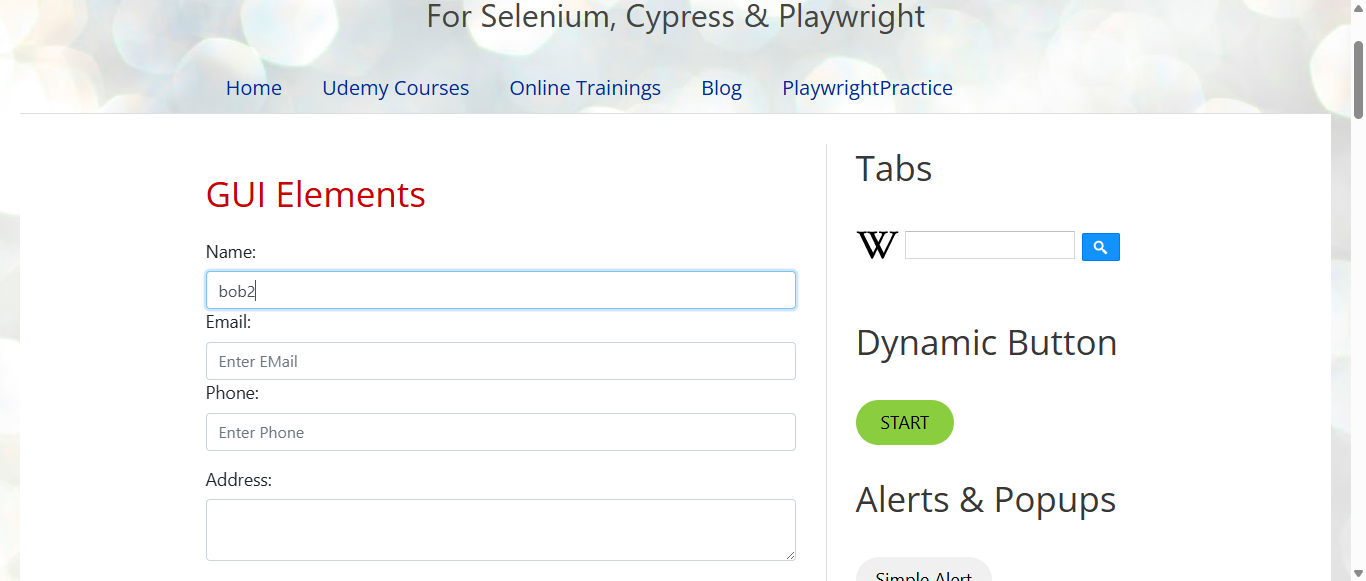 For Selenium, Cypress & Playwright
Home Udemy Courses Online Trainings Blog PlaywrightPractice
GUI Elements
Name:
bob2
Email:
Enter EMail
Phone:
Enter Phone
Address:
Tabs
W
Dynamic Button
START
Alerts & Popups
Simple Alert